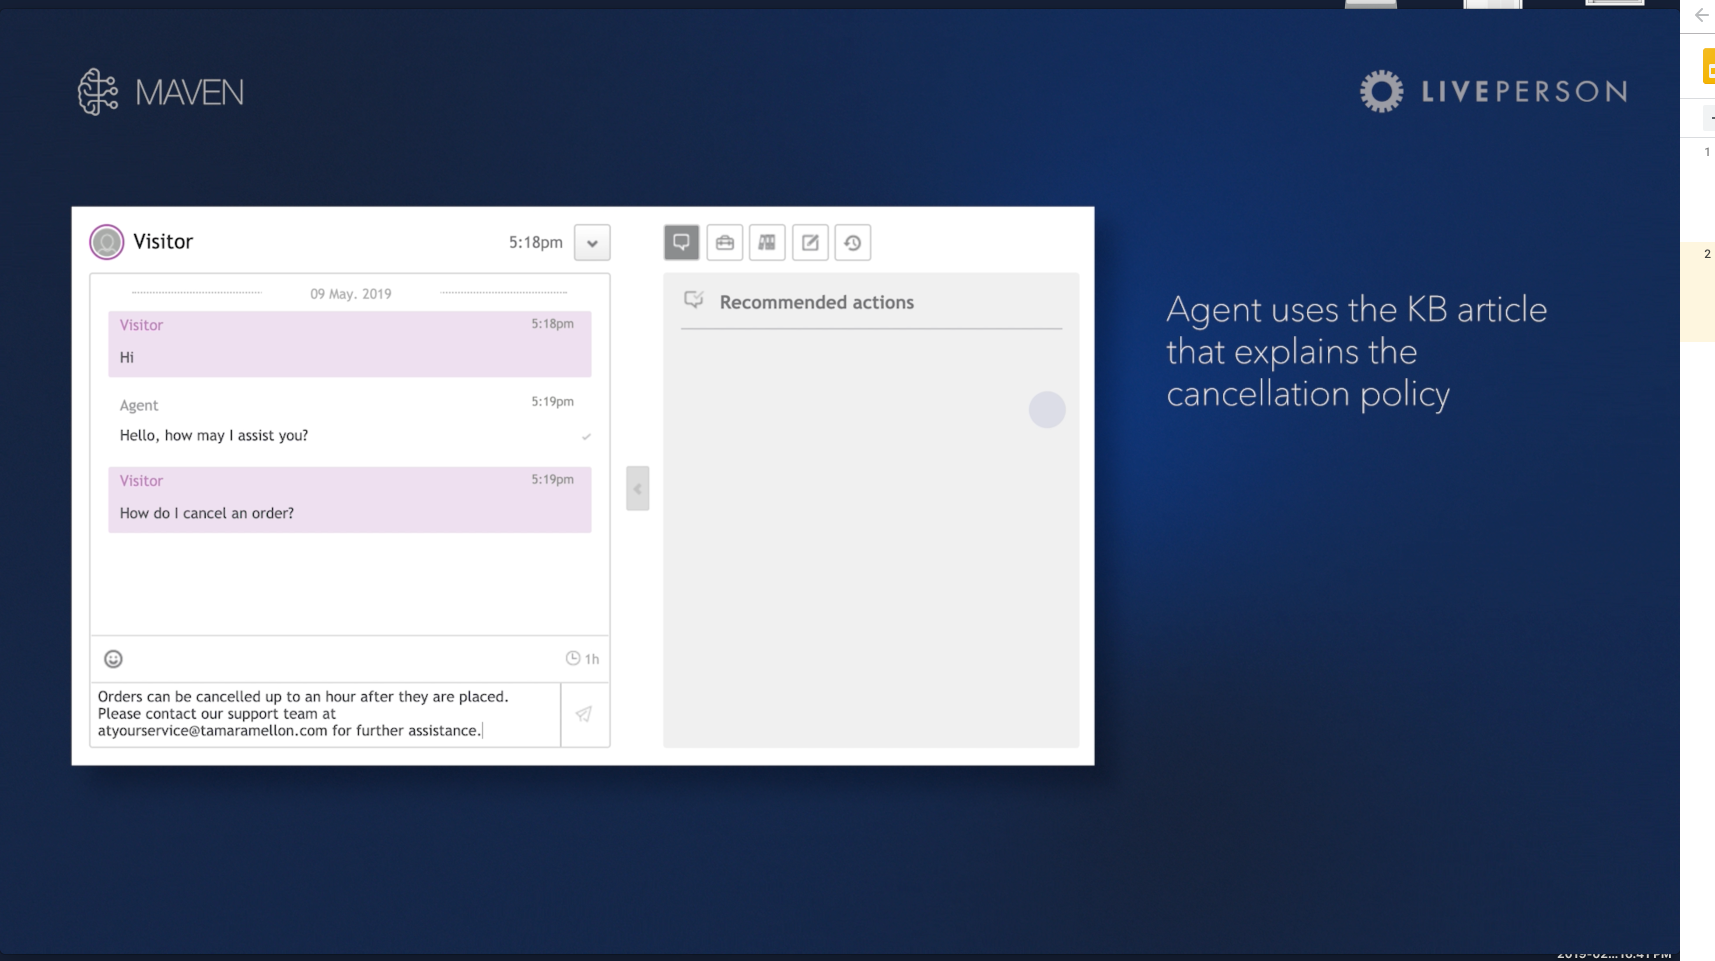 MAVEN
LIVEPERSON
Visitor
5:18pm
09 May. 2019
Visitor
5:18pm
Hi
Agent
5:19pm
Hello, how may I assist you?
Visitor
5:19pm
How do I cancel an order?
1h
Orders can be cancelled up to an hour after they are placed.
Please contact our support team at
atyourservice@tamaramellon.com for further assistance.
Recommended actions
Agent uses the KB article
that explains the
cancellation policy
1
2